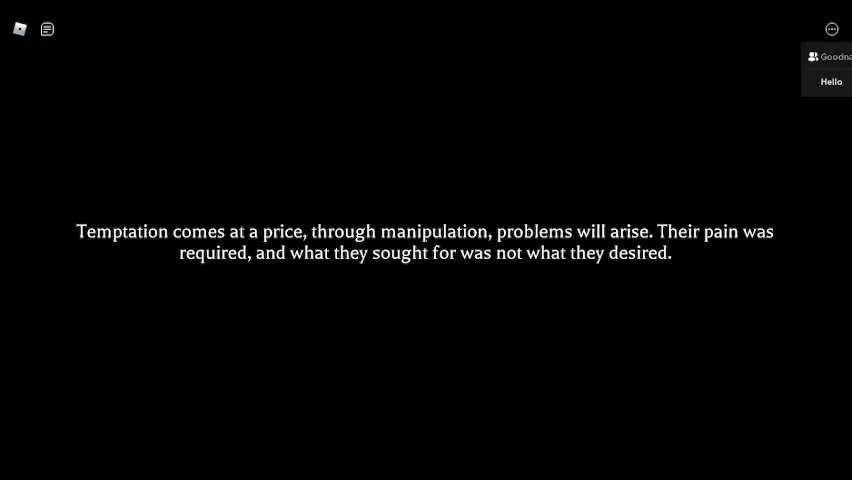 Goodna
Hello
Temptation comes at a price, through manipulation, problems will arise. Their pain was
required, and what they sought for was not what they desired.